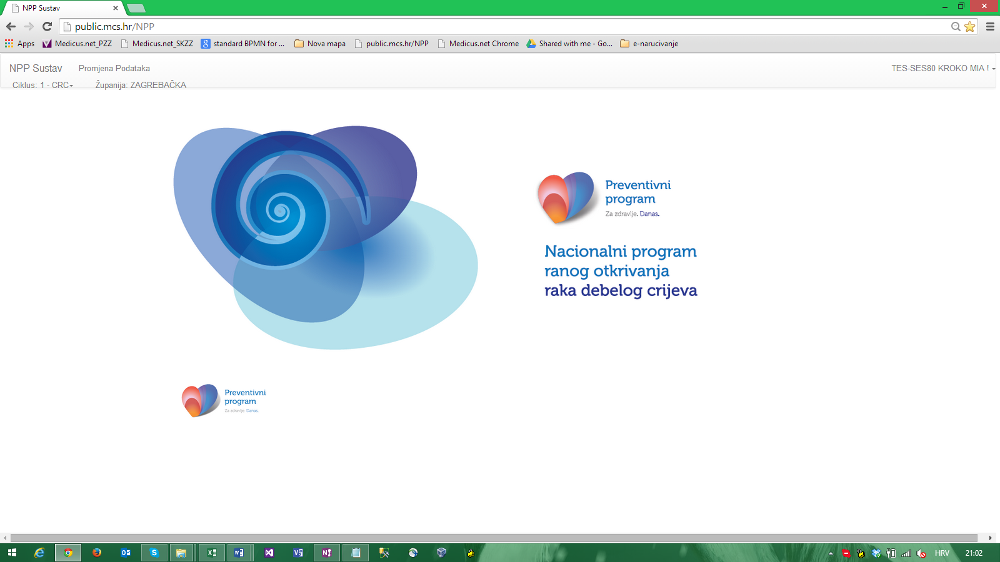 NPP Sustav
public.mcs.hr/NPP
Apps Medicus.net_PZZ Medicus.net_SKZZ standard BPMN for ... Nova mapa public.mcs.hr/NPP Medicus.net Chrome Shared with me - Go... e-narucivanje
NPP Sustav Promjena Podataka TES-SES80 KROKO MIA !
Ciklus: 1 - CRC Županija: ZAGREBAČKA
Preventivni
program
Za zdravlje. Danas.
Nacionalni program
ranog otkrivanja
raka debelog crijeva
Preventivni
program
Za zdravlje. Danas.
HRV 21:02